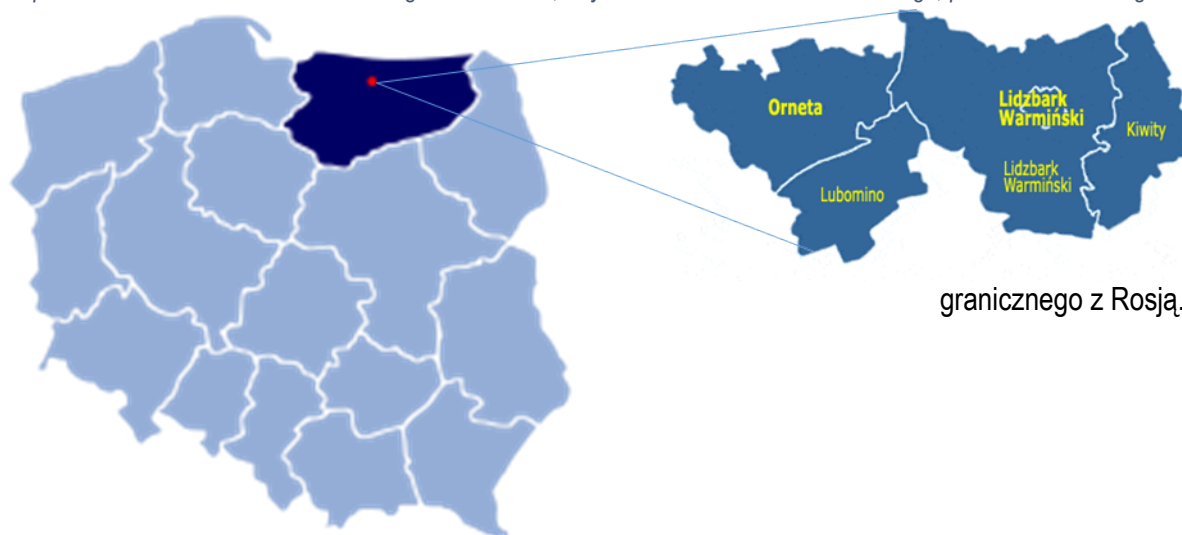 Orneta
Lidzbark
Warmiński
Kiwity
Lidzbark
Warmiński
Lubomino
granicznego z Rosją.